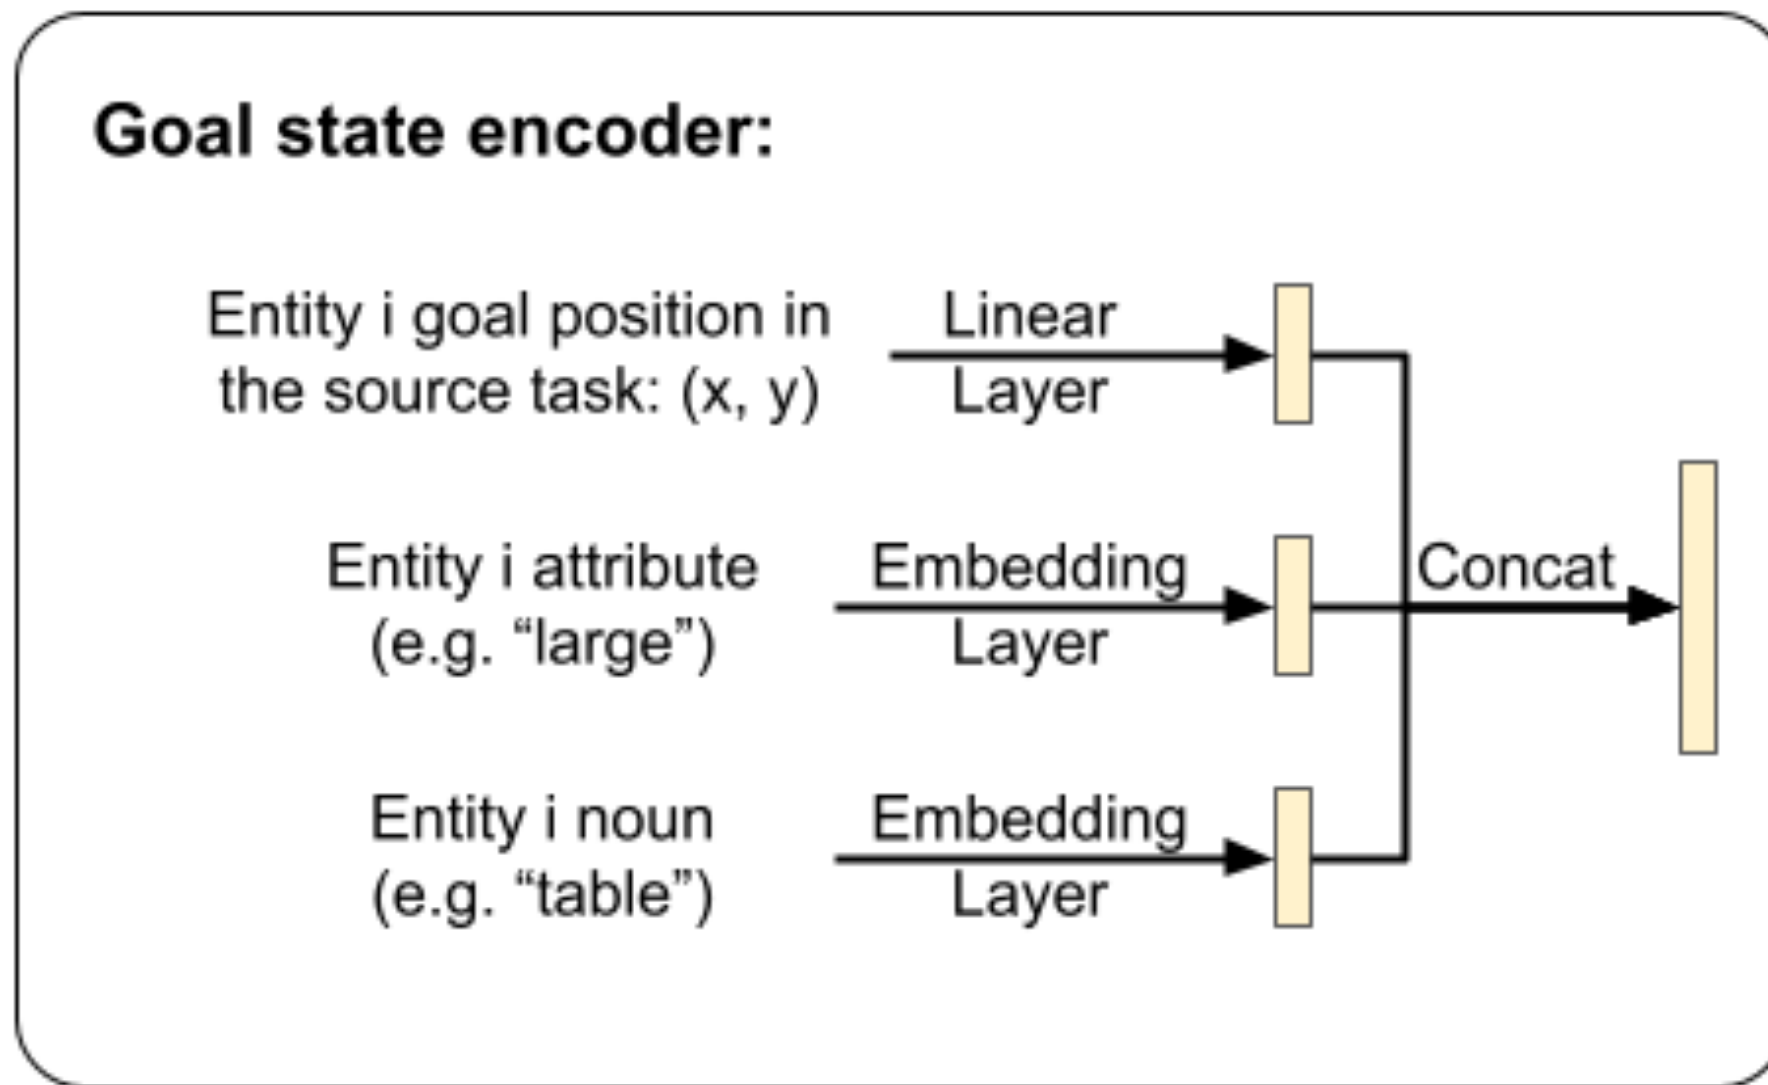 Goal state encoder:
Entity i goal position in
the source task: (x, y)
Linear
Layer
Entity i attribute
(e.g. “large”)
Embedding
Layer
Concat
Entity i noun
(e.g. “table”)
Embedding
Layer